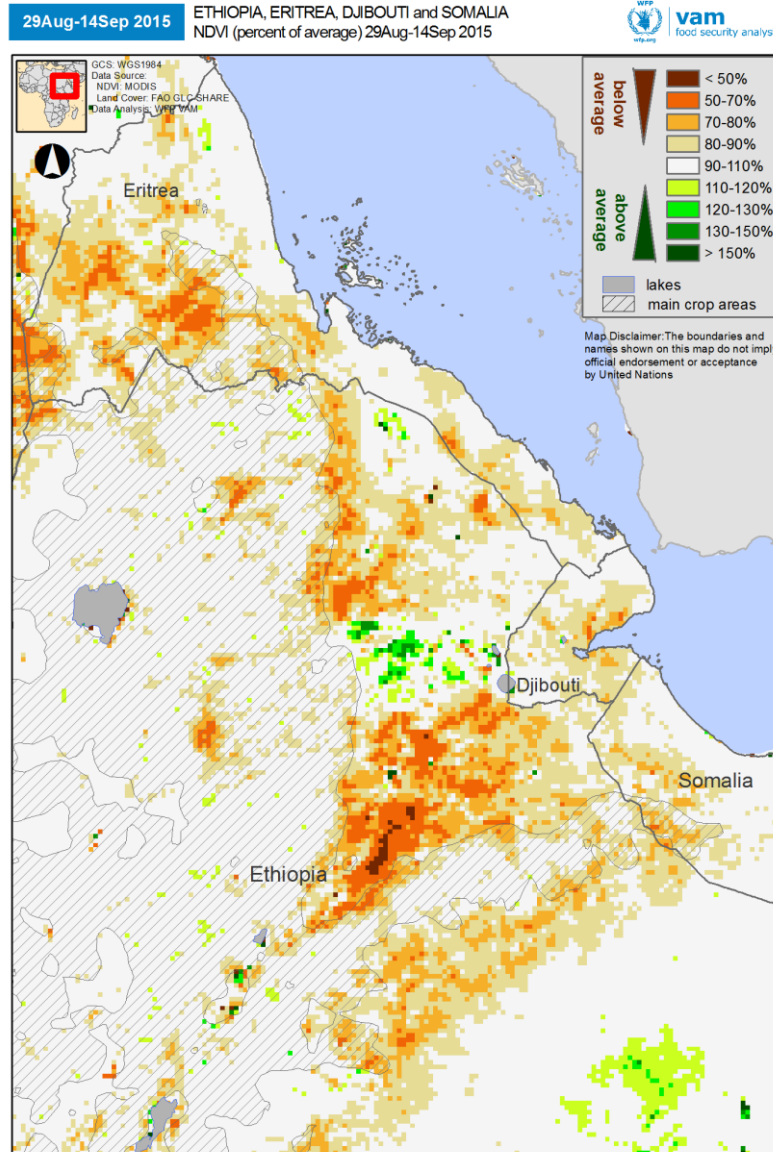 29Aug-14Sep 2015
ETHIOPIA, ERITREA, DJIBOUTI and SOMALIA
NDVI (percent of average) 29Aug-14Sep 2015
WFP
wfp.org
vam
food security analys
GCS: WGS1984
Data Source:
NDVI: MODIS
Land Cover: FAO GLC-SHARE
Data Analysis: WFP VAM
below
average
above
average
< 50%
50-70%
70-80%
80-90%
90-110%
110-120%
120-130%
130-150%
> 150%
lakes
main crop areas
Map Disclaimer:The boundaries and
names shown on this map do not impl
official endorsement or acceptance
by United Nations
Eritrea
Djibouti
Somalia
Ethiopia